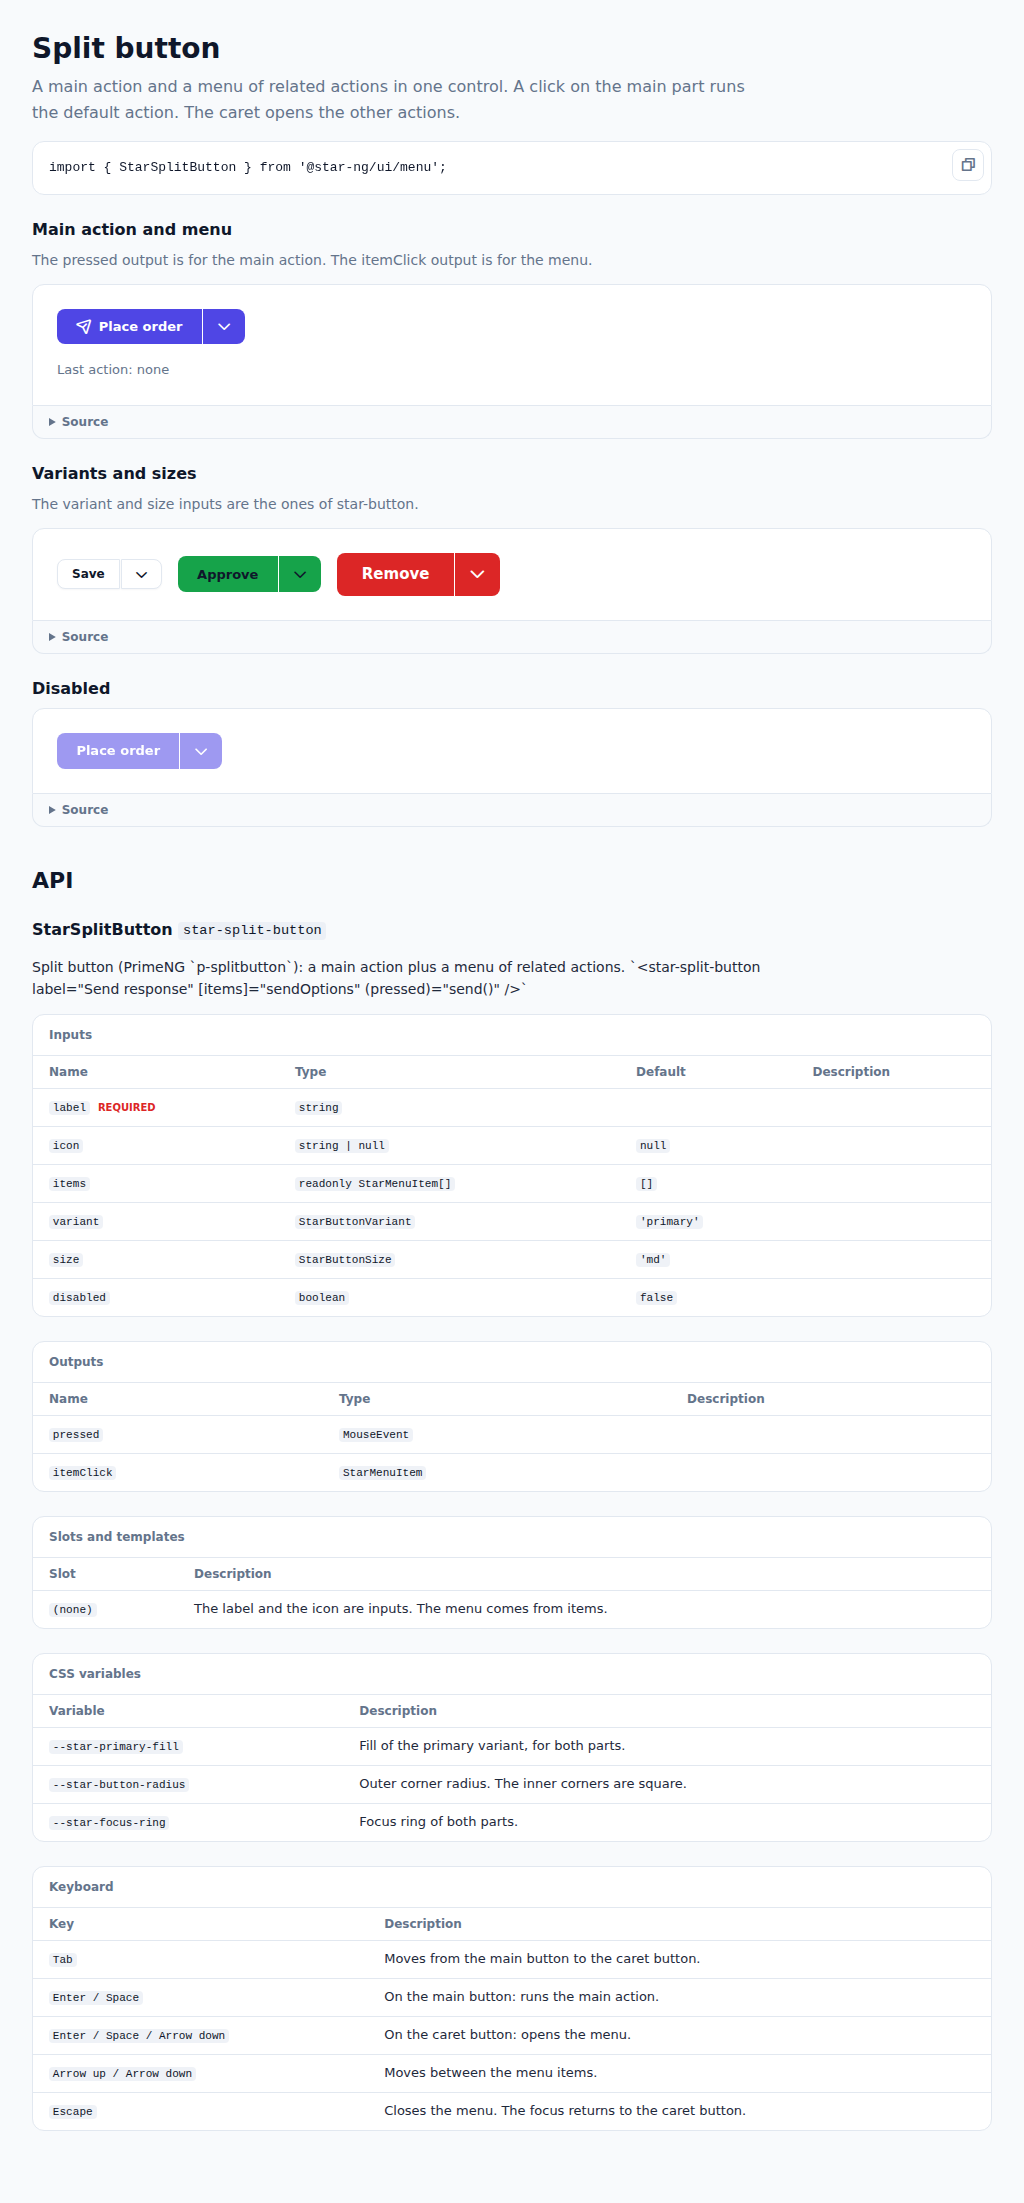 Split button
A main action and a menu of related actions in one control. A click on the main part runs
the default action. The caret opens the other actions.
import { StarSplitButton } from '@star-ng/ui/menu';
Main action and menu
The pressed output is for the main action. The itemClick output is for the menu.
Place order
Last action: none
Source
Variants and sizes
The variant and size inputs are the ones of star-button.
Save Approve Remove
Source
Disabled
Place order
Source
API
StarSplitButton star-split-button
Split button (PrimeNG `p-splitbutton`): a main action plus a menu of related actions. `<star-split-button
label="Send response" [items]="sendOptions" (pressed)="send()" />`
Inputs
Name Type Default Description
label REQUIRED string
icon string | null null
items readonly StarMenuItem[] []
variant StarButtonVariant 'primary'
size StarButtonSize 'md'
disabled boolean false
Outputs
Name Type Description
pressed MouseEvent
itemClick StarMenuItem
Slots and templates
Slot Description
(none) The label and the icon are inputs. The menu comes from items.
CSS variables
Variable Description
--star-primary-fill Fill of the primary variant, for both parts.
--star-button-radius Outer corner radius. The inner corners are square.
--star-focus-ring Focus ring of both parts.
Keyboard
Key Description
Tab Moves from the main button to the caret button.
Enter / Space On the main button: runs the main action.
Enter / Space / Arrow down On the caret button: opens the menu.
Arrow up / Arrow down Moves between the menu items.
Escape Closes the menu. The focus returns to the caret button.